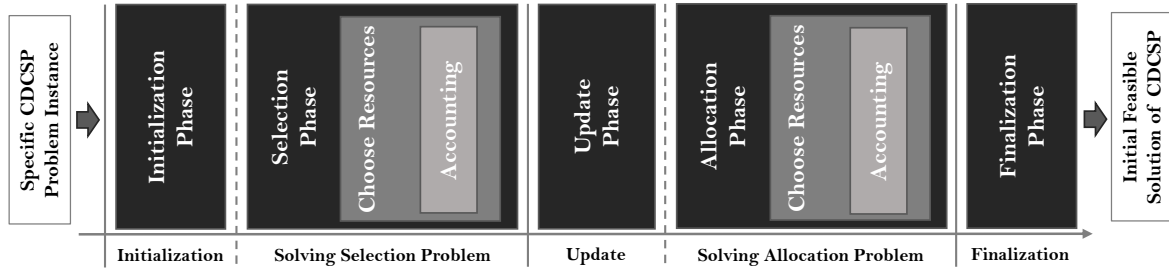 Specific CDCSP
Problem Instance
Initialization
Phase
Selection
Phase
Choose Resources
Accounting
Update
Phase
Allocation
Phase
Choose Resources
Accounting
Finalization
Phase
Initial Feasible
Solution of CDCSP
Initialization
Solving Selection Problem
Update
Solving Allocation Problem
Finalization